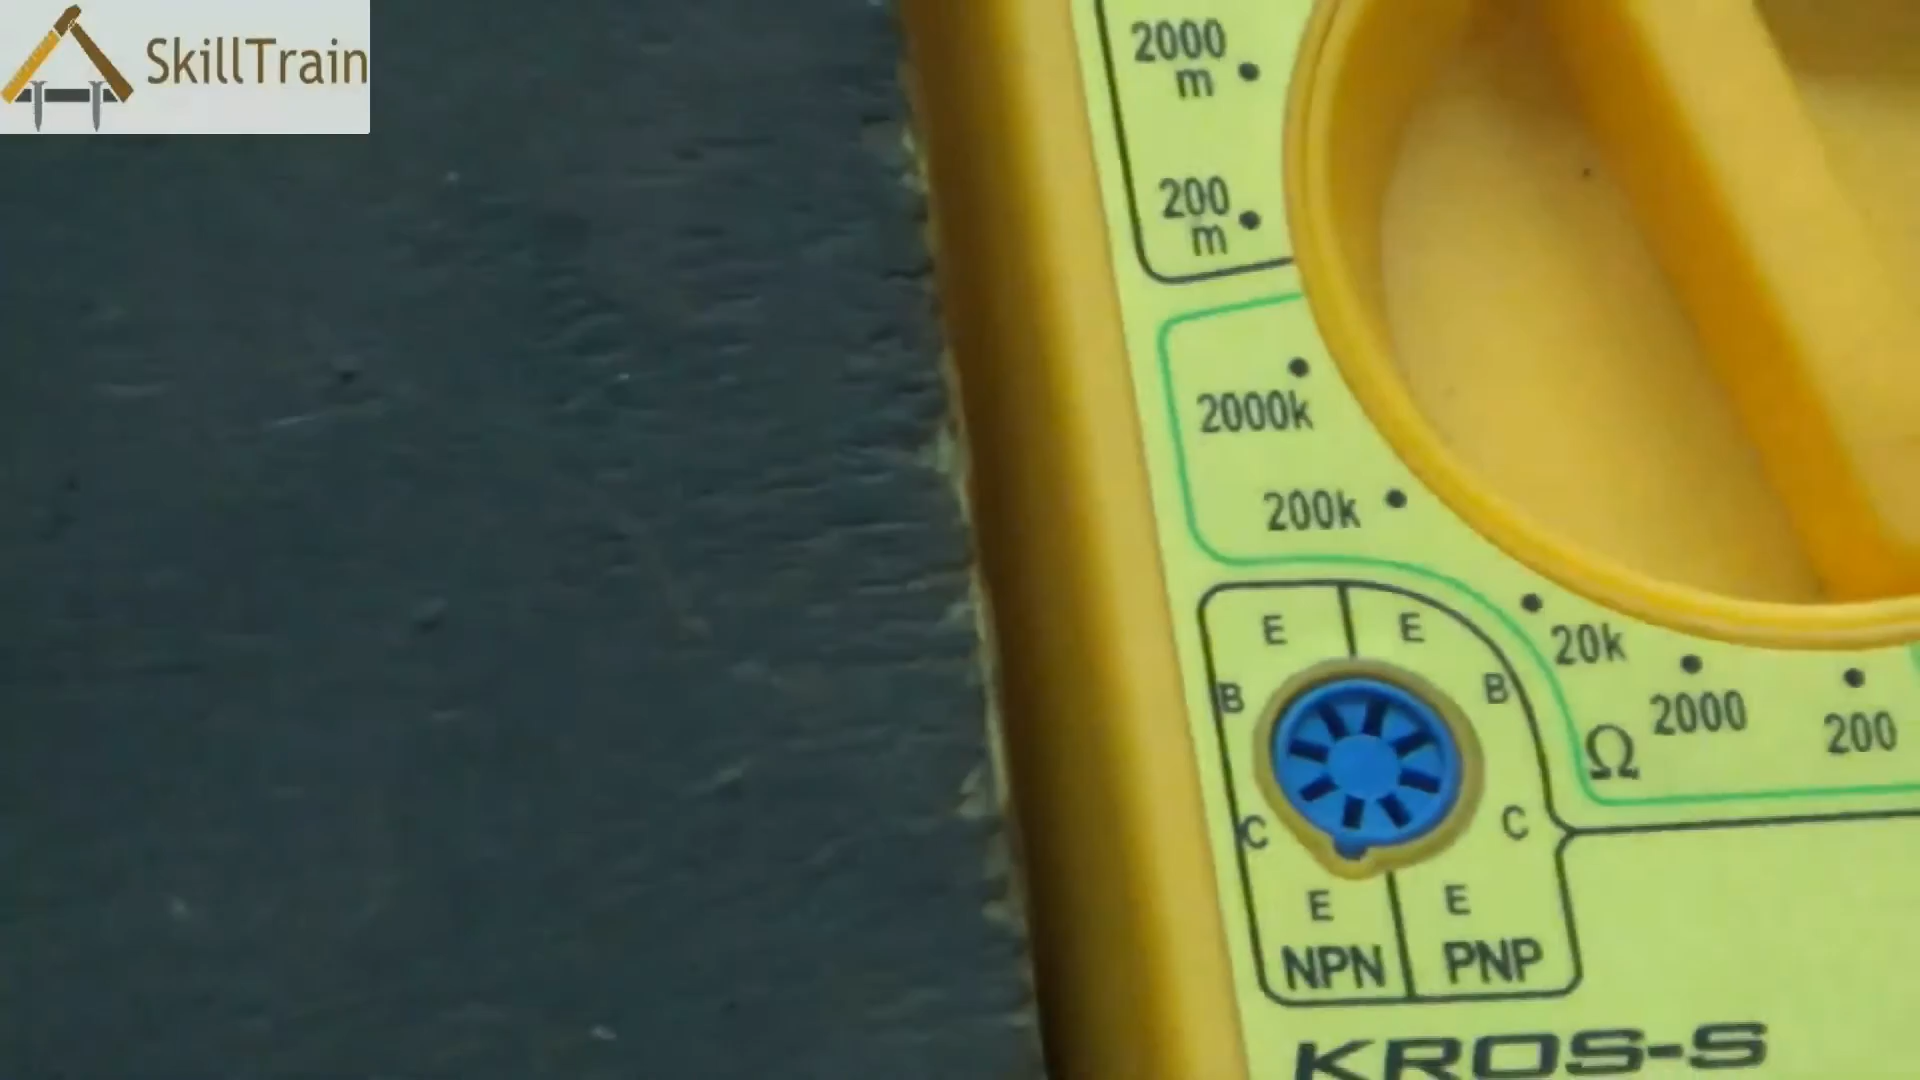 SkillTrain
2000
m
200
m
2000k
200k
20k
2000
200
Ω
E E
B B
C C
E E
NPN PNP
KROS-S